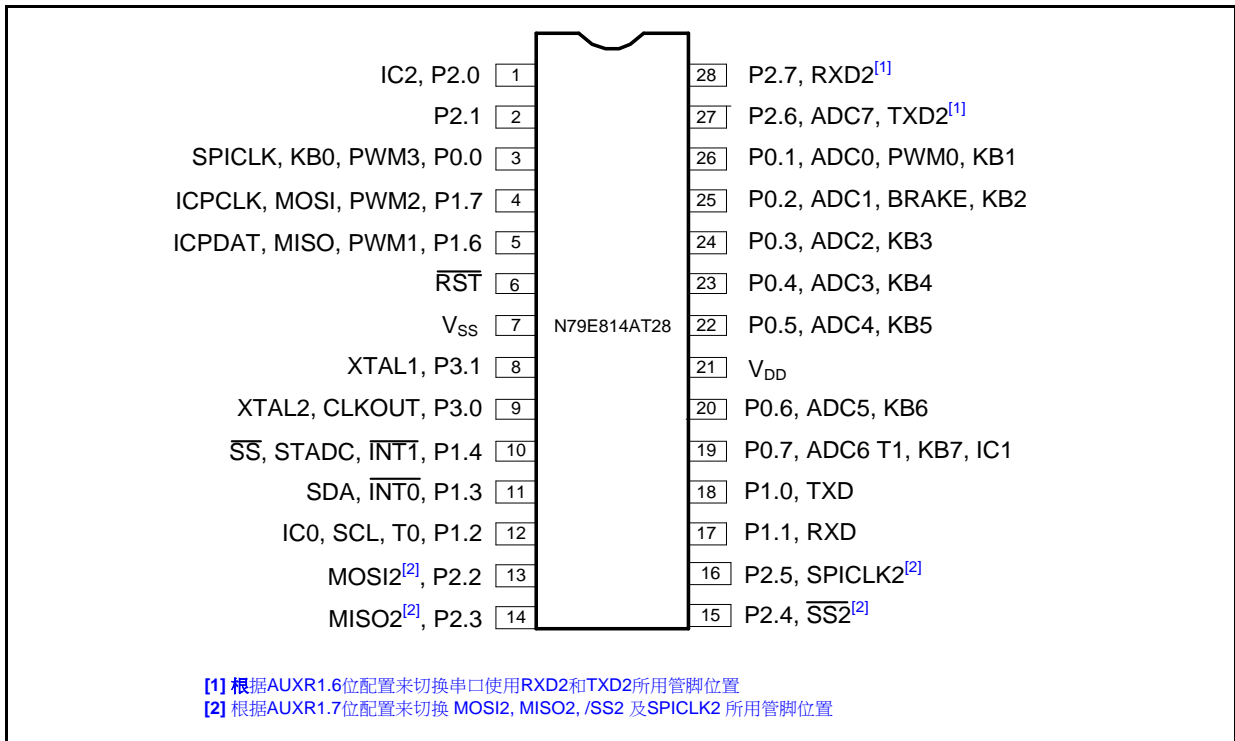 IC2, P2.0 1 28 P2.7, RXD2[1]
P2.1 2 27 P2.6, ADC7, TXD2[1]
SPICLK, KB0, PWM3, P0.0 3 26 P0.1, ADC0, PWM0, KB1
ICPCLK, MOSI, PWM2, P1.7 4 25 P0.2, ADC1, BRAKE, KB2
ICPDAT, MISO, PWM1, P1.6 5 24 P0.3, ADC2, KB3
R̅S̅T̅ 6 23 P0.4, ADC3, KB4
VSS 7 N79E814AT28 22 P0.5, ADC4, KB5
XTAL1, P3.1 8 21 VDD
XTAL2, CLKOUT, P3.0 9 20 P0.6, ADC5, KB6
S̅S̅, STADC, I̅N̅T̅1̅, P1.4 10 19 P0.7, ADC6 T1, KB7, IC1
SDA, I̅N̅T̅0̅, P1.3 11 18 P1.0, TXD
IC0, SCL, T0, P1.2 12 17 P1.1, RXD
MOSI2[2], P2.2 13 16 P2.5, SPICLK2[2]
MISO2[2], P2.3 14 15 P2.4, S̅S̅2̅[2]
[1] 根据AUXR1.6位配置来切换串口使用RXD2和TXD2所用管脚位置
[2] 根据AUXR1.7位配置来切换 MOSI2, MISO2, /SS2 及SPICLK2 所用管脚位置